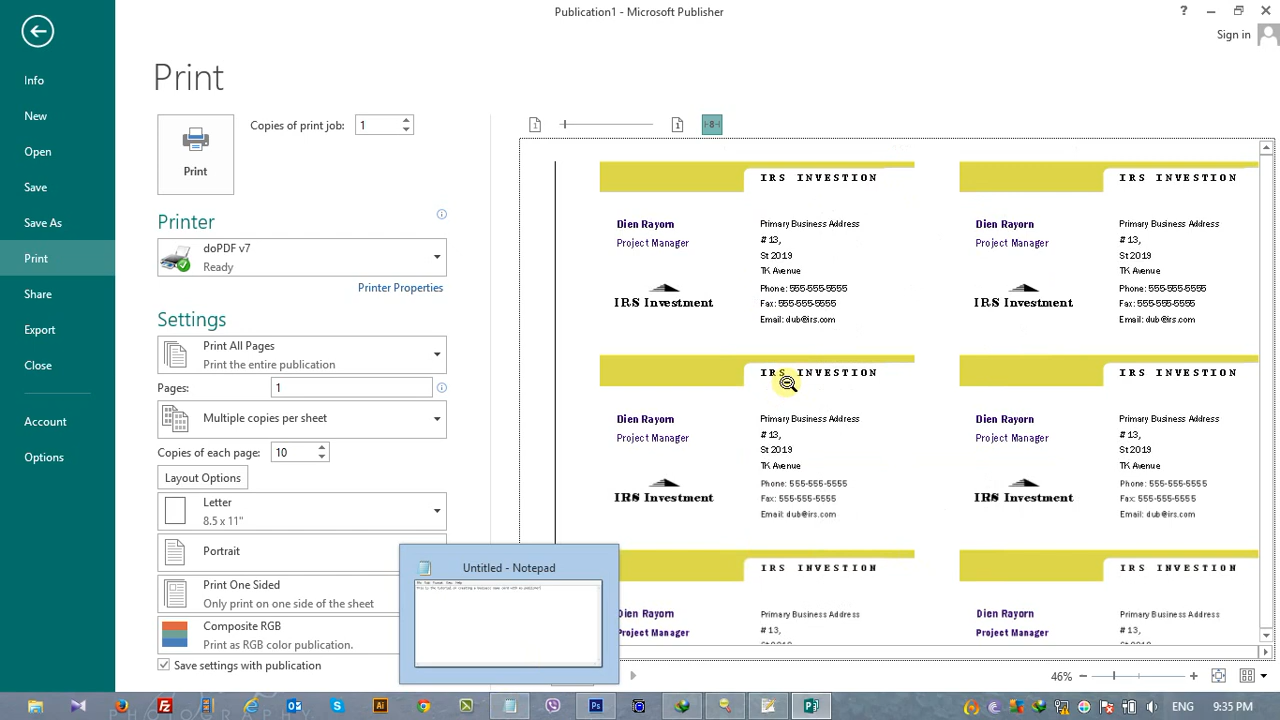 Publication1 - Microsoft Publisher
?
Sign in
Info
New
Open
Save
Save As
Print
Share
Export
Close
Account
Options
Print
Print
Copies of print job: 1
Printer
doPDF v7
Ready
Printer Properties
Settings
Print All Pages
Print the entire publication
Pages: 1
Multiple copies per sheet
Copies of each page: 10
Layout Options
Letter
8.5 x 11"
Portrait
Print One Sided
Only print on one side of the sheet
Composite RGB
Print as RGB color publication.
Save settings with publication
IRS INVESTION
Dien Rayorn
Project Manager
Primary Business Address
# 13,
St 2019
TK Avenue
Phone: 555-555-5555
Fax: 555-555-5555
Email: dub@irs.com
IRS Investment
IRS INVESTION
Dien Rayorn
Project Manager
Primary Business Address
# 13,
St 2019
TK Avenue
Phone: 555-555-5555
Fax: 555-555-5555
Email: dub@irs.com
IRS Investment
IRS INVESTION
Dien Rayorn
Project Manager
Primary Business Address
# 13,
St 2019
TK Avenue
Phone: 555-555-5555
Fax: 555-555-5555
Email: dub@irs.com
IRS Investment
IRS INVESTION
Dien Rayorn
Project Manager
Primary Business Address
# 13,
St 2019
TK Avenue
Phone: 555-555-5555
Fax: 555-555-5555
Email: dub@irs.com
IRS Investment
IRS INVESTION
Dien Rayorn
Project Manager
Primary Business Address
# 13,
IRS INVESTION
Dien Rayorn
Project Manager
Primary Business Address
# 13,
Untitled - Notepad
46%
PHOTOGRAPHY
ENG
9:35 PM